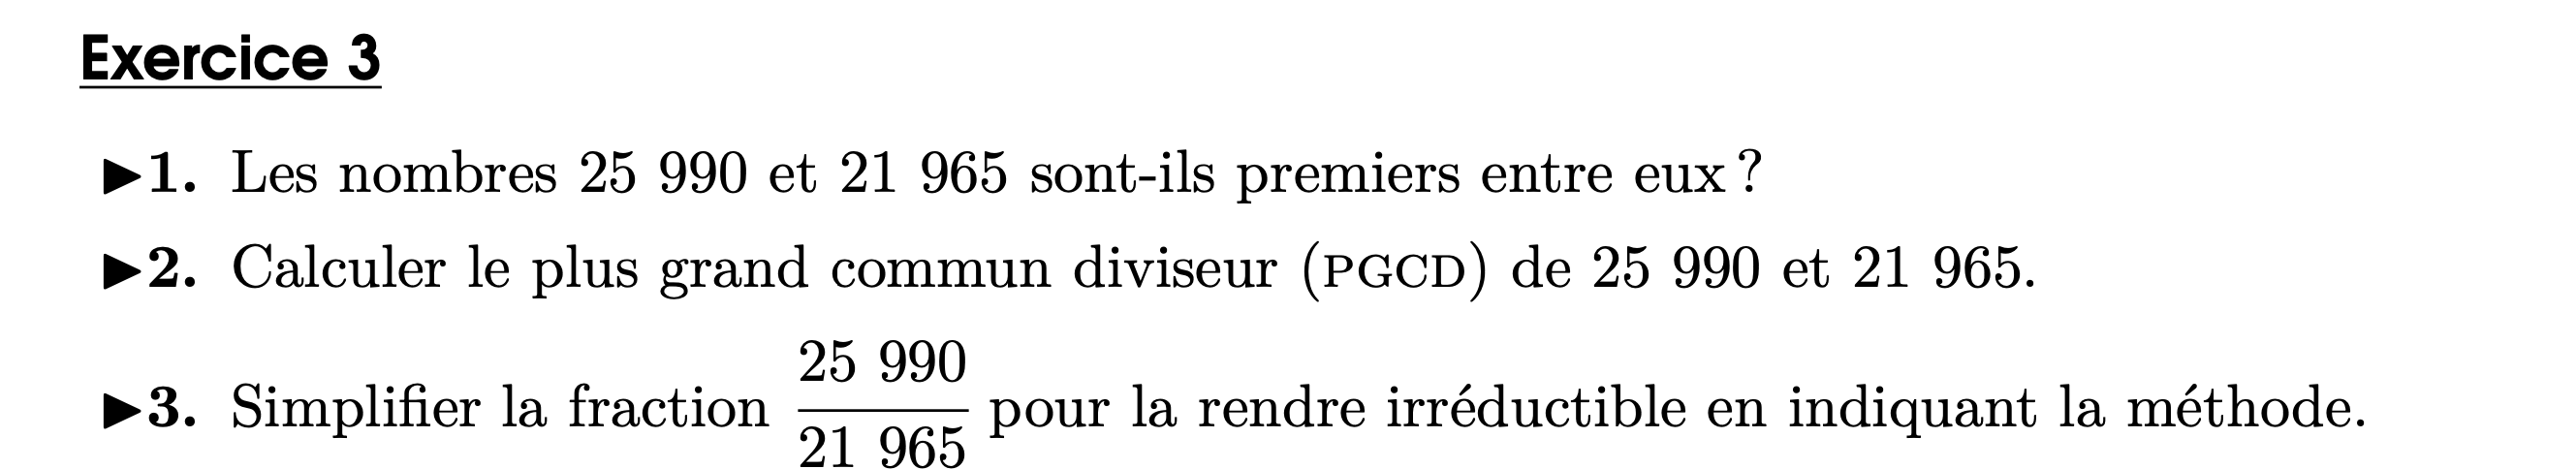 Exercice 3
▶1. Les nombres 25 990 et 21 965 sont-ils premiers entre eux ?
▶2. Calculer le plus grand commun diviseur (PGCD) de 25 990 et 21 965.
▶3. Simplifier la fraction 25 990/21 965 pour la rendre irréductible en indiquant la méthode.